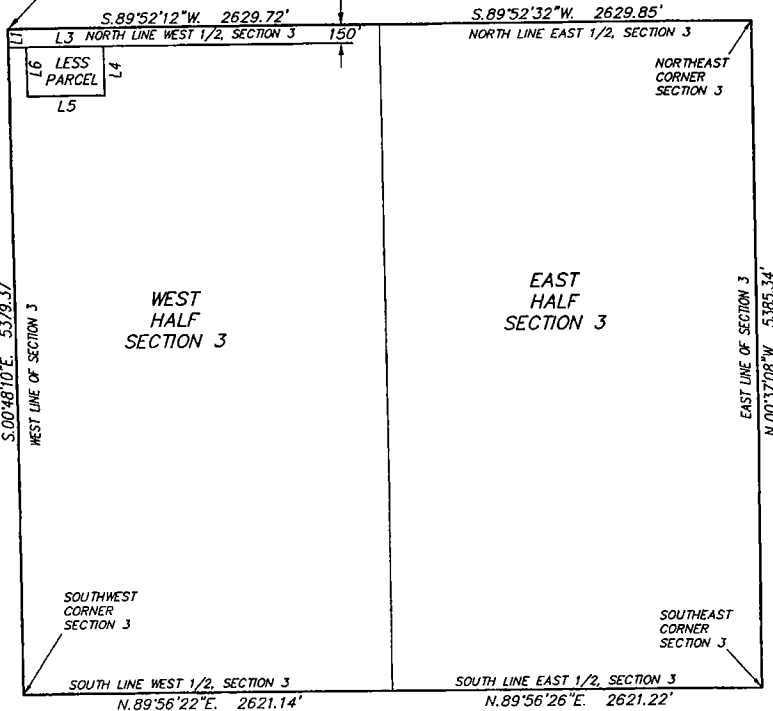 S.89°52'12"W. 2629.72'
S.89°52'32"W. 2629.85'
L1
L3
NORTH LINE WEST 1/2, SECTION 3
150'
NORTH LINE EAST 1/2, SECTION 3
L6
LESS
PARCEL
L4
L5
NORTHEAST
CORNER
SECTION 3
WEST
HALF
SECTION 3
EAST
HALF
SECTION 3
S.00°48'10"E. 5379.37'
WEST LINE OF SECTION 3
EAST LINE OF SECTION 3
N.00°37'08"W. 5385.34'
SOUTHWEST
CORNER
SECTION 3
SOUTHEAST
CORNER
SECTION 3
SOUTH LINE WEST 1/2, SECTION 3
SOUTH LINE EAST 1/2, SECTION 3
N.89°56'22"E. 2621.14'
N.89°56'26"E. 2621.22'